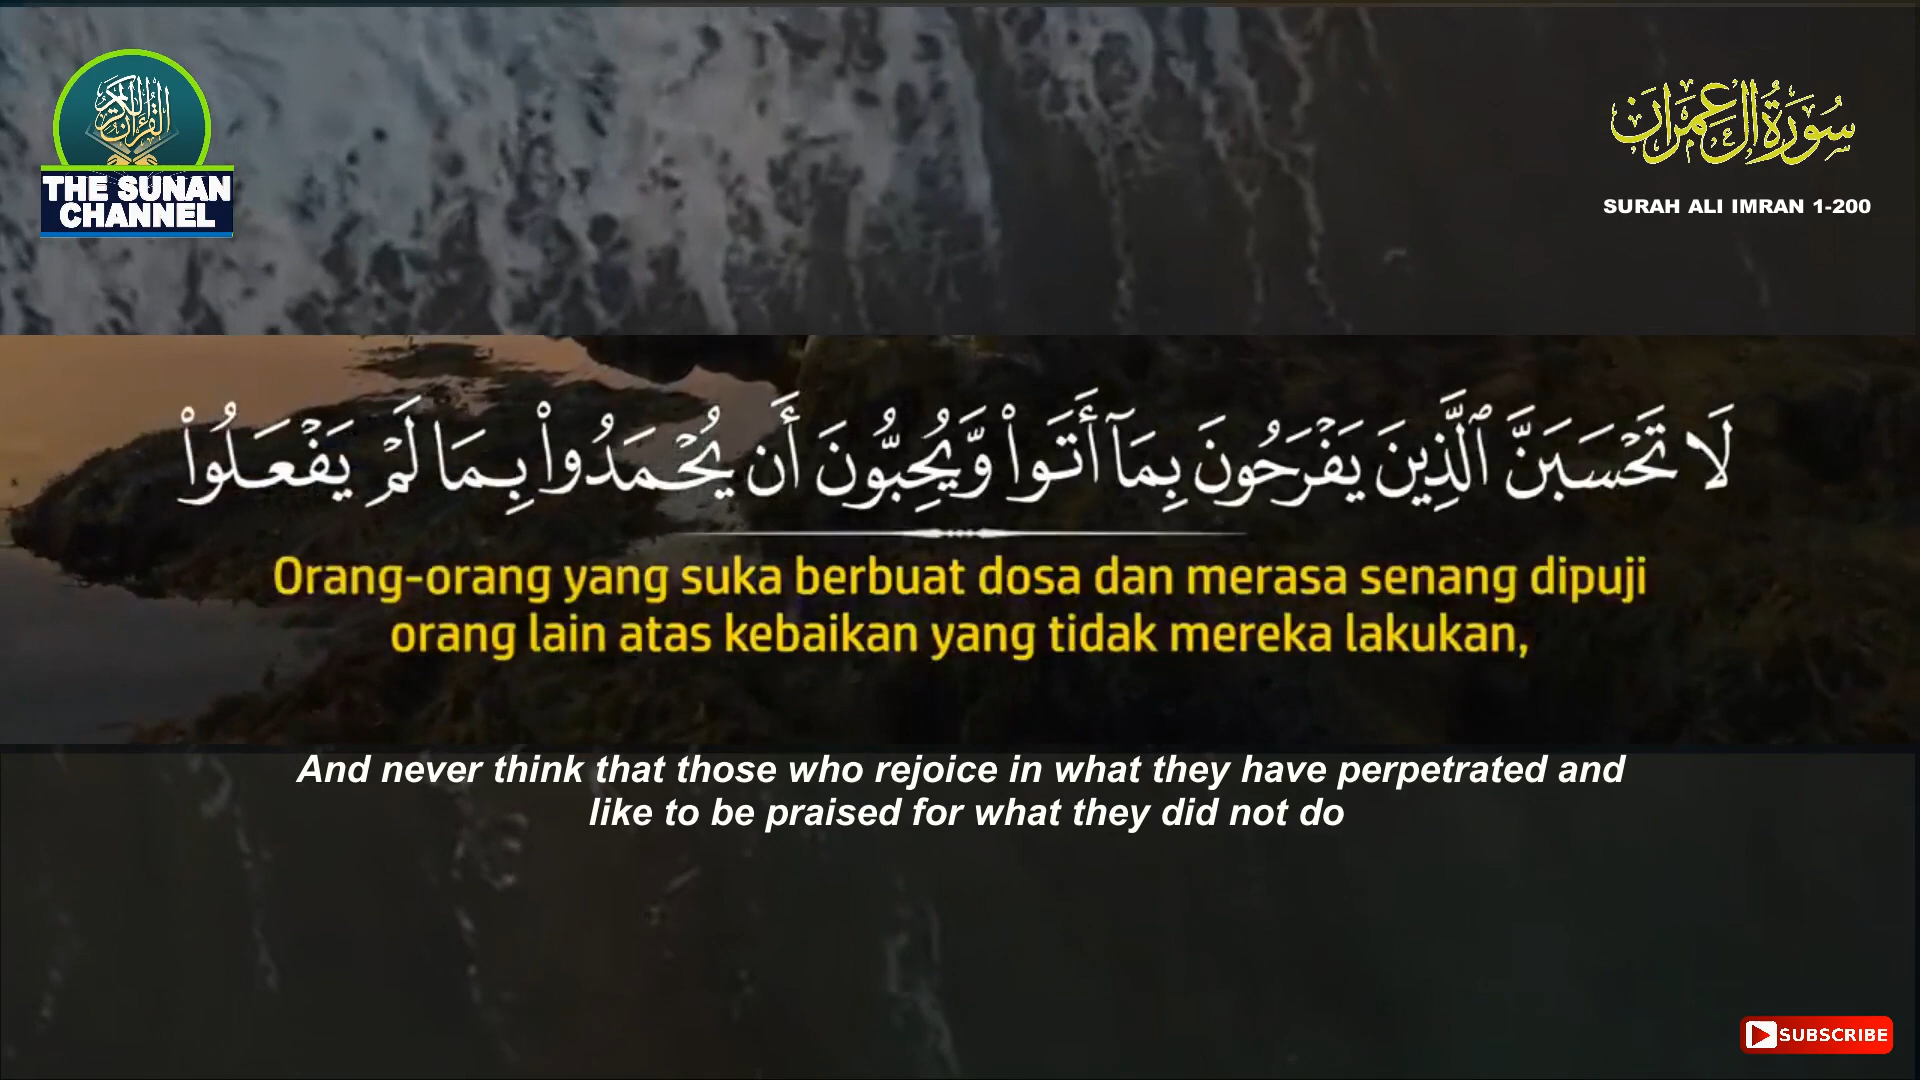 القرآن الكريم
THE SUNAN
CHANNEL
سُورَةُ الْعِمْرَانَ
SURAH ALI IMRAN 1-200
لَا تَحْسَبَنَّ ٱلَّذِينَ يَفْرَحُونَ بِمَآ أَتَوا۟ وَّيُحِبُّونَ أَن يُحْمَدُوا۟ بِمَا لَمْ يَفْعَلُوا۟
Orang-orang yang suka berbuat dosa dan merasa senang dipuji
orang lain atas kebaikan yang tidak mereka lakukan,
And never think that those who rejoice in what they have perpetrated and
like to be praised for what they did not do
SUBSCRIBE